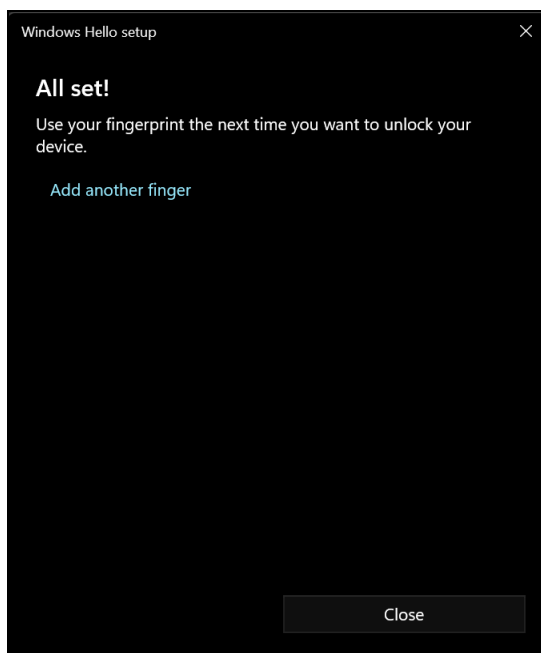 Windows Hello setup
All set!
Use your fingerprint the next time you want to unlock your
device.
Add another finger
Close